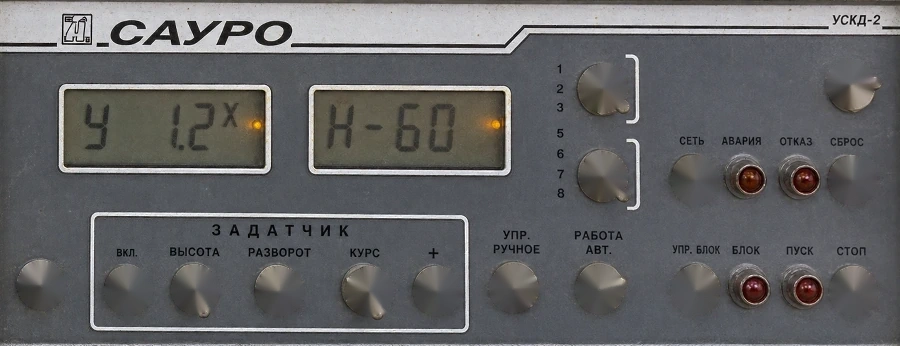 САУРО
УСКД-2
У 1.2х
Н-60
1
2
3
5
6
7
8
СЕТЬ АВАРИЯ ОТКАЗ СБРОС
ЗАДАТЧИК
ВКЛ. ВЫСОТА РАЗВОРОТ КУРС +
УПР. РУЧНОЕ
РАБОТА АВТ.
УПР. БЛОК БЛОК ПУСК СТОП